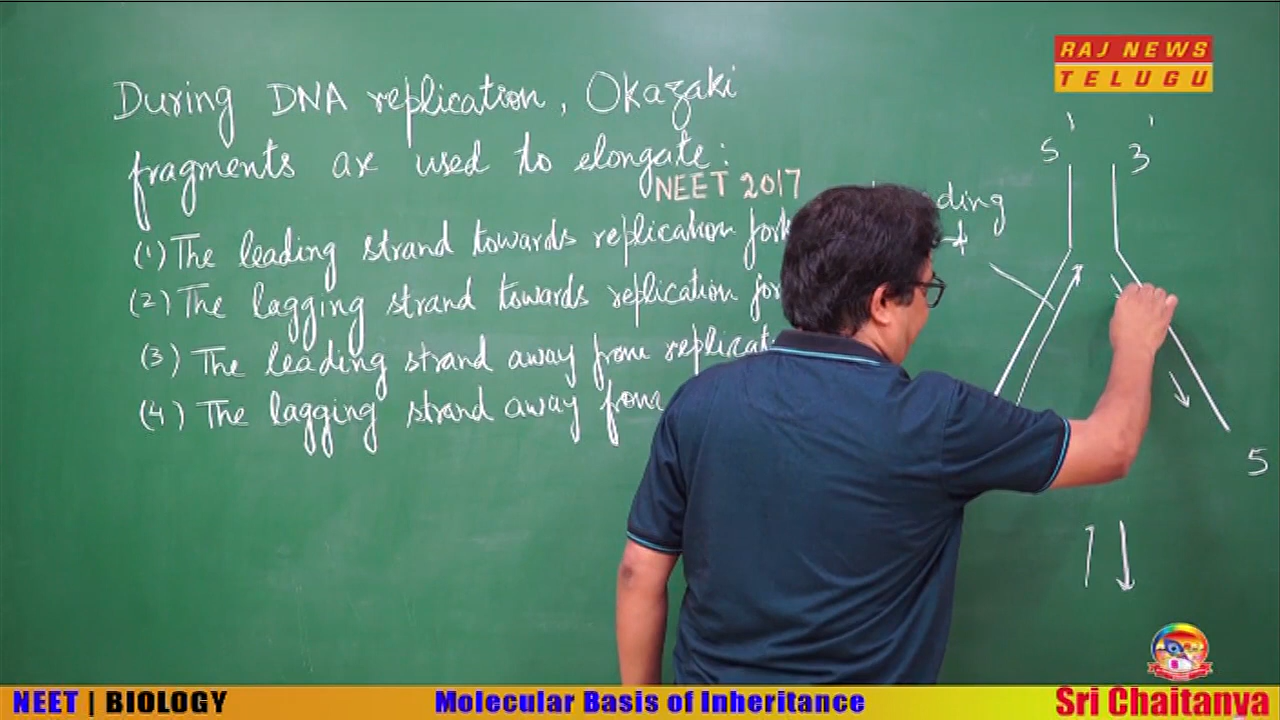 RAJ NEWS
TELUGU
During DNA replication, Okazaki
fragments are used to elongate:
NEET 2017
(1) The leading strand towards replication fork
(2) The lagging strand towards replication
(3) The leading strand away from
(4) The lagging strand away from
5'
3'
5
NEET | BIOLOGY
Molecular Basis of Inheritance
Sri Chaitanya